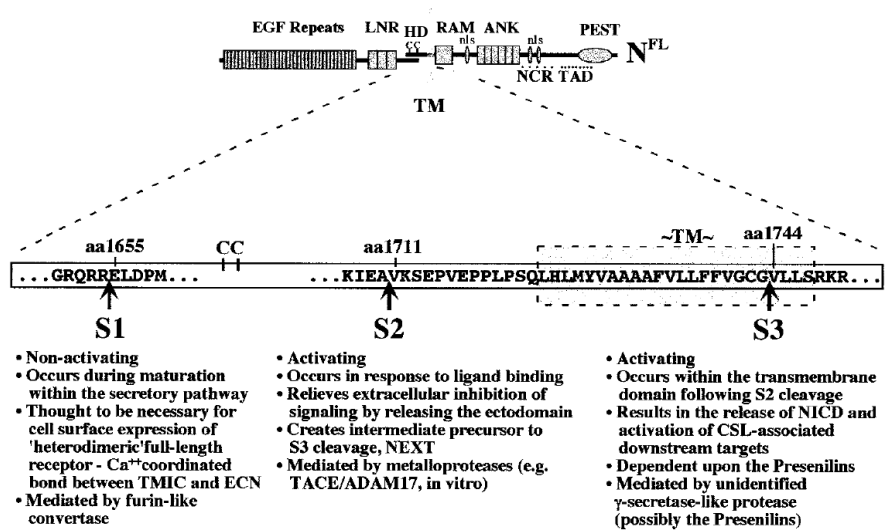 EGF Repeats LNR HD RAM ANK PEST
CC nls nls
N^FL
NCR TAD
TM
aa1655 CC aa1711 ~TM~ aa1744
...GRQRRELDPM... ...KIEAVKSEPVEPPLPSQLHLMYVAAAAFVLLFFVGCGVLLSRKR...
S1
• Non-activating
• Occurs during maturation
within the secretory pathway
• Thought to be necessary for
cell surface expression of
'heterodimeric'full-length
receptor - Ca⁺⁺coordinated
bond between TMIC and ECN
• Mediated by furin-like
convertase
S2
• Activating
• Occurs in response to ligand binding
• Relieves extracellular inhibition of
signaling by releasing the ectodomain
• Creates intermediate precursor to
S3 cleavage, NEXT
• Mediated by metalloproteases (e.g.
TACE/ADAM17, in vitro)
S3
• Activating
• Occurs within the transmembrane
domain following S2 cleavage
• Results in the release of NICD and
activation of CSL-associated
downstream targets
• Dependent upon the Presenilins
• Mediated by unidentified
γ-secretase-like protease
(possibly the Presenilins)